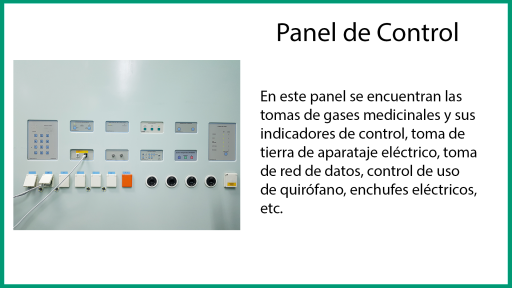 Panel de Control
En este panel se encuentran las
tomas de gases medicinales y sus
indicadores de control, toma de
tierra de aparataje eléctrico, toma
de red de datos, control de uso
de quirófano, enchufes eléctricos,
etc.